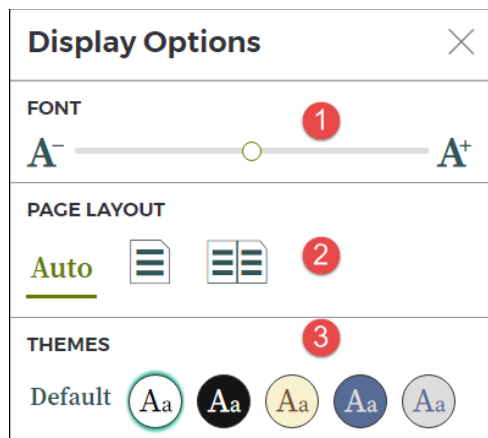 Display Options
FONT
1
A- A+
PAGE LAYOUT
Auto
2
3
THEMES
Default Aa Aa Aa Aa Aa